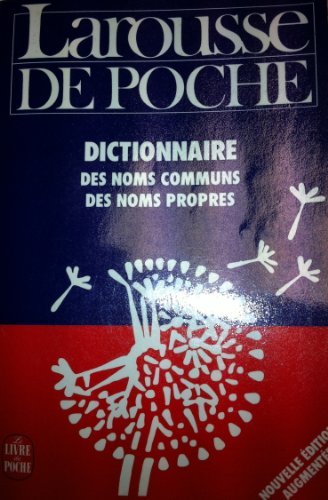 Larousse
DE POCHE
DICTIONNAIRE
DES NOMS COMMUNS
DES NOMS PROPRES
Le
LIVRE
de
POCHE
NOUVELLE ÉDITION
AUGMENTÉE